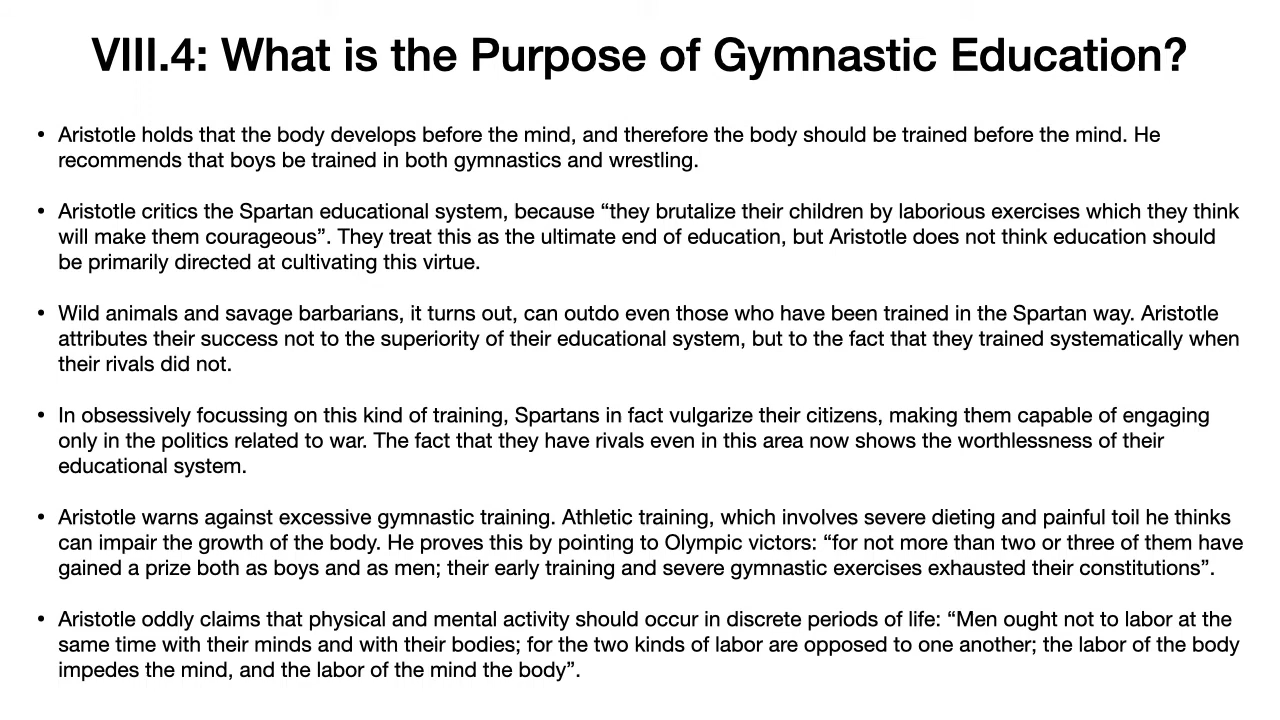 VIII.4: What is the Purpose of Gymnastic Education?
• Aristotle holds that the body develops before the mind, and therefore the body should be trained before the mind. He
recommends that boys be trained in both gymnastics and wrestling.
• Aristotle critics the Spartan educational system, because “they brutalize their children by laborious exercises which they think
will make them courageous”. They treat this as the ultimate end of education, but Aristotle does not think education should
be primarily directed at cultivating this virtue.
• Wild animals and savage barbarians, it turns out, can outdo even those who have been trained in the Spartan way. Aristotle
attributes their success not to the superiority of their educational system, but to the fact that they trained systematically when
their rivals did not.
• In obsessively focussing on this kind of training, Spartans in fact vulgarize their citizens, making them capable of engaging
only in the politics related to war. The fact that they have rivals even in this area now shows the worthlessness of their
educational system.
• Aristotle warns against excessive gymnastic training. Athletic training, which involves severe dieting and painful toil he thinks
can impair the growth of the body. He proves this by pointing to Olympic victors: “for not more than two or three of them have
gained a prize both as boys and as men; their early training and severe gymnastic exercises exhausted their constitutions”.
• Aristotle oddly claims that physical and mental activity should occur in discrete periods of life: “Men ought not to labor at the
same time with their minds and with their bodies; for the two kinds of labor are opposed to one another; the labor of the body
impedes the mind, and the labor of the mind the body”.